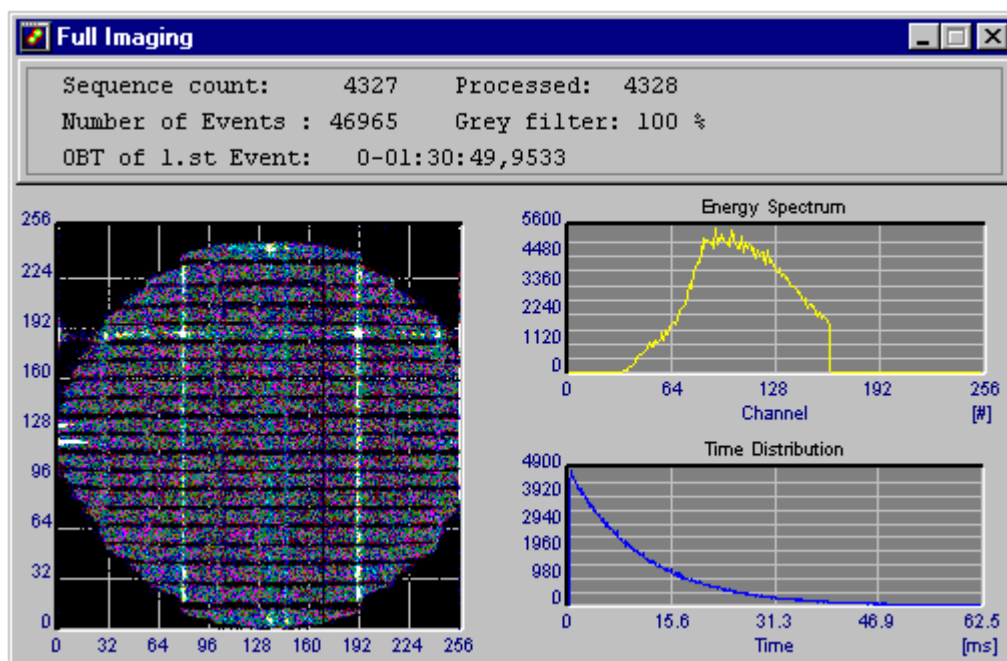 Full Imaging
Sequence count: 4327 Processed: 4328
Number of Events : 46965 Grey filter: 100 %
OBT of 1.st Event: 0-01:30:49,9533
256
224
192
160
128
96
64
32
0
0 32 64 96 128 160 192 224 256
Energy Spectrum
5600
4480
3360
2240
1120
0
0 64 128 192 256
Channel [#]
Time Distribution
4900
3920
2940
1960
980
0
0 15.6 31.3 46.9 62.5
Time [ms]